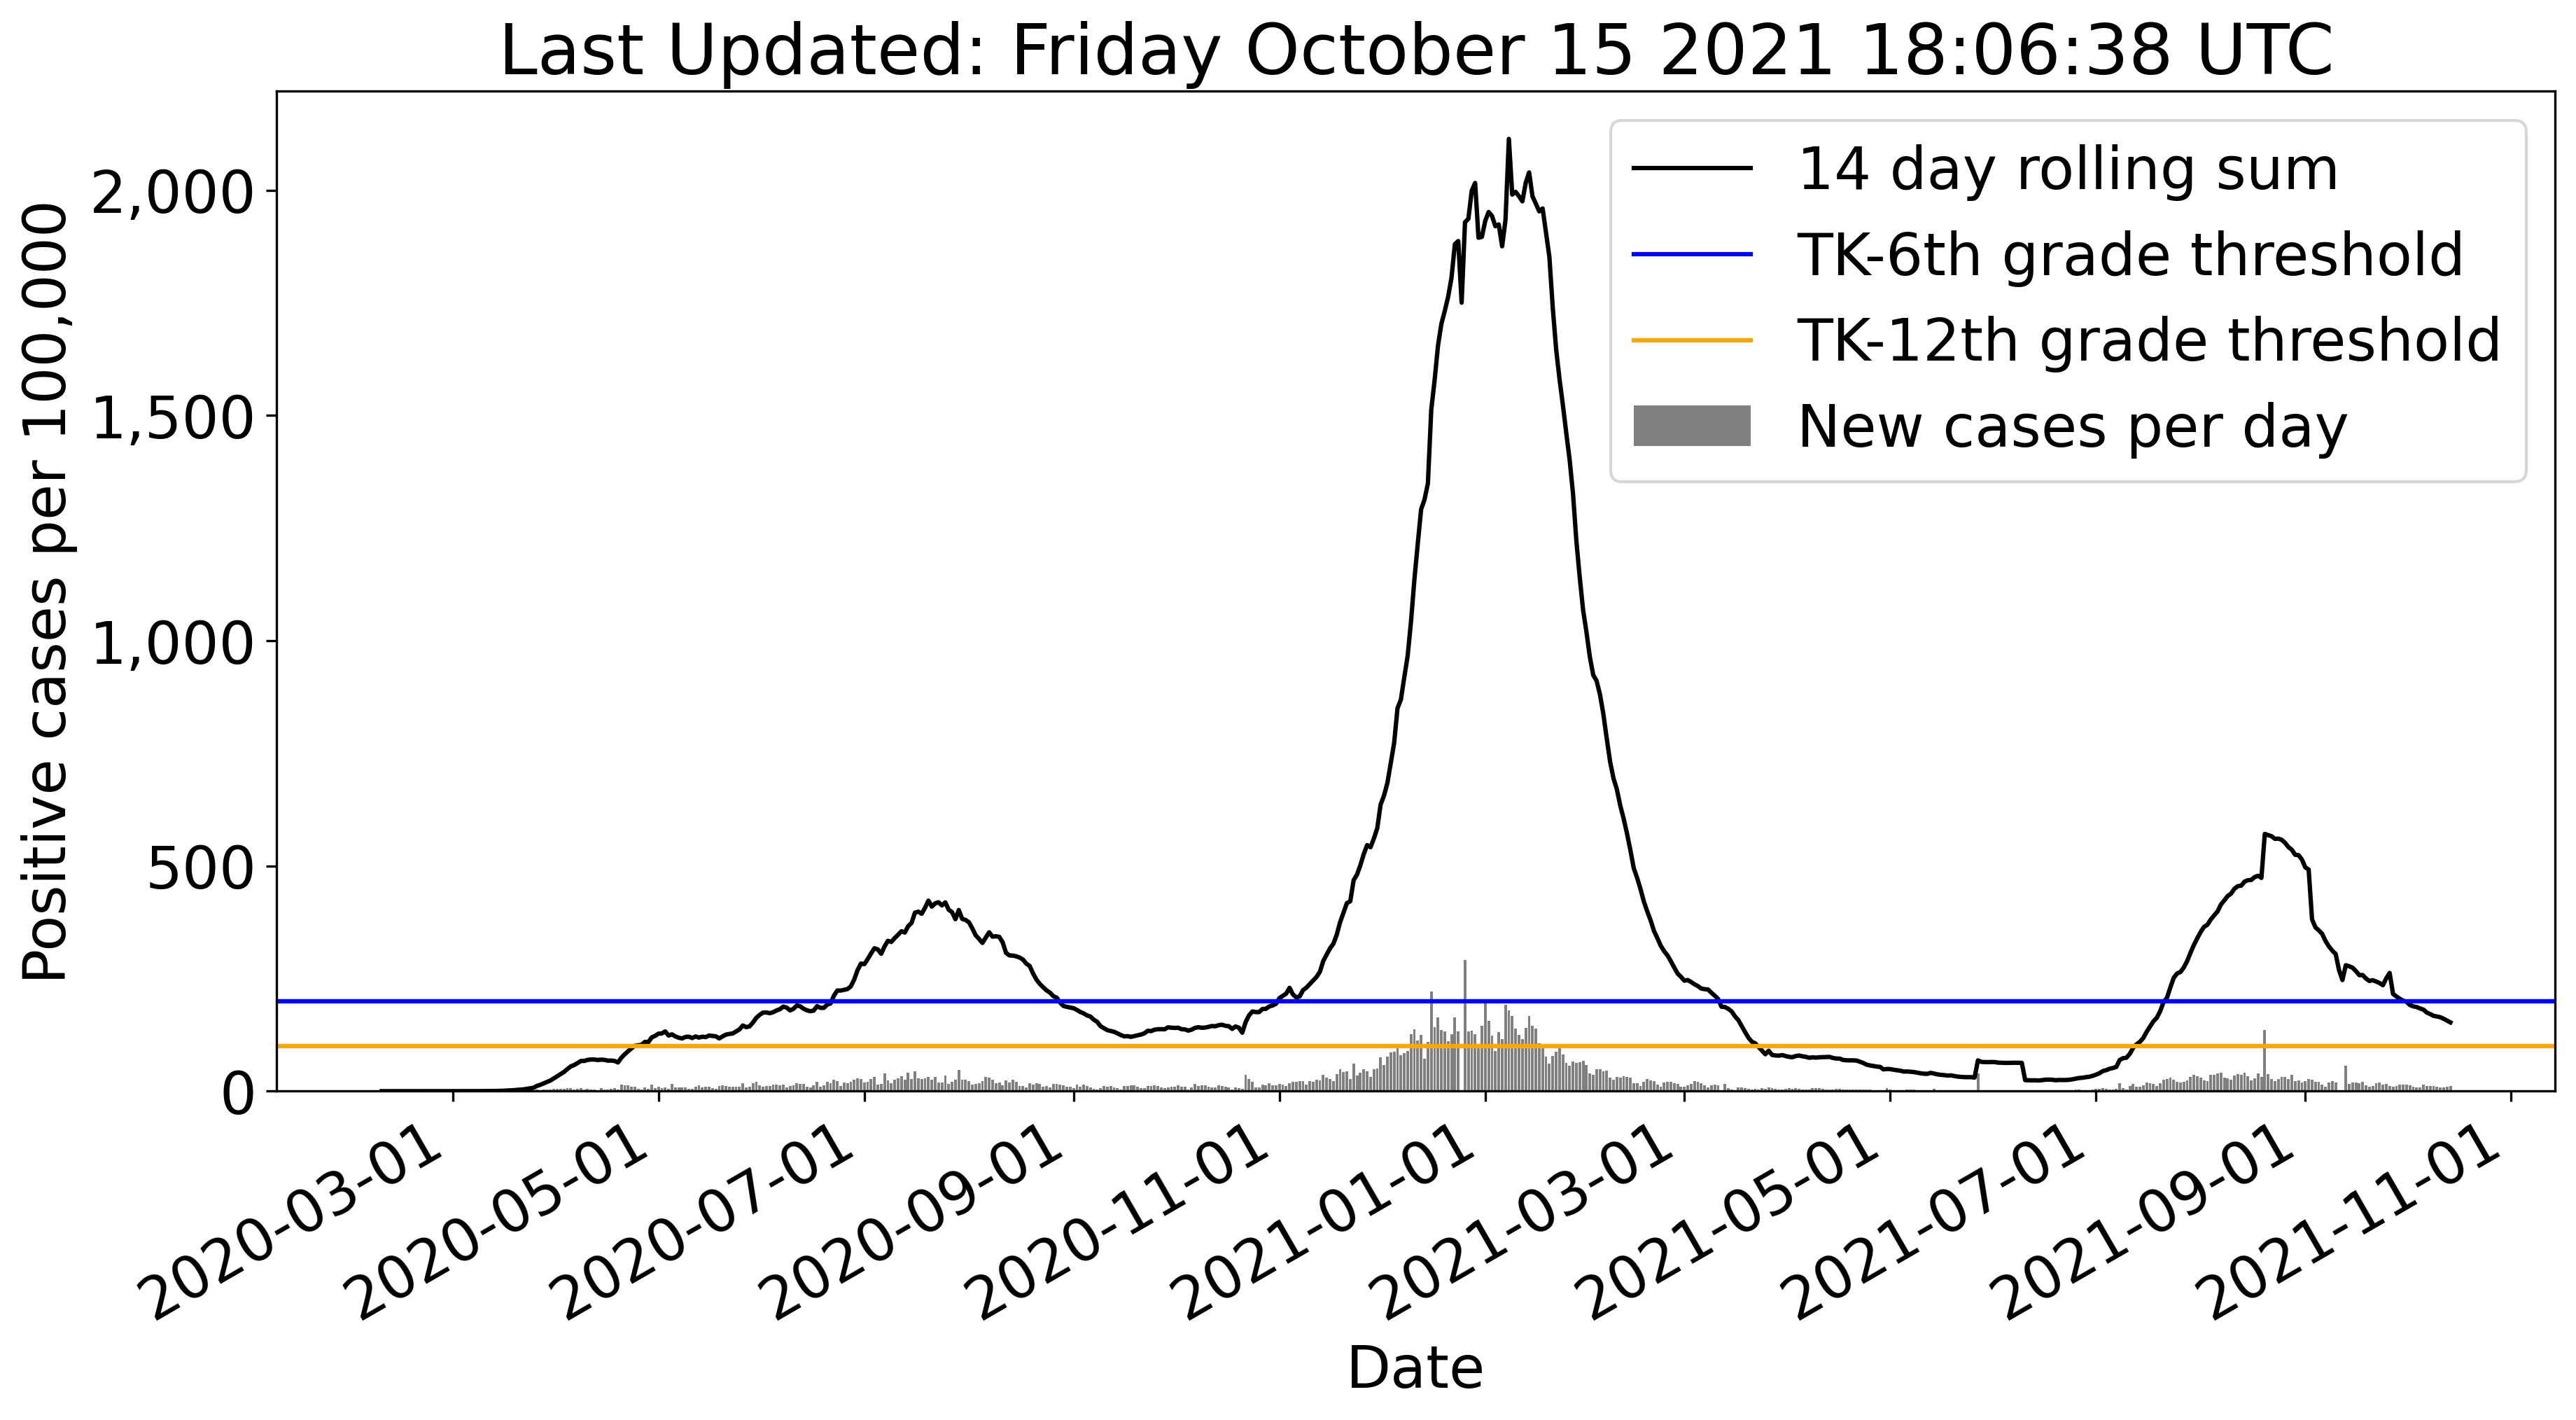 Last Updated: Friday October 15 2021 18:06:38 UTC
Positive cases per 100,000
2,000
1,500
1,000
500
0
14 day rolling sum
TK-6th grade threshold
TK-12th grade threshold
New cases per day
2020-03-01
2020-05-01
2020-07-01
2020-09-01
2020-11-01
2021-01-01
2021-03-01
2021-05-01
2021-07-01
2021-09-01
2021-11-01
Date